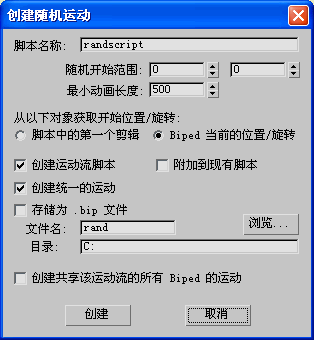 创建随机运动
脚本名称: randscript
随机开始范围: 0 0
最小动画长度: 500
从以下对象获取开始位置/旋转:
脚本中的第一个剪辑 Biped 当前的位置/旋转
创建运动流脚本 附加到现有脚本
创建统一的运动
存储为 .bip 文件
文件名: rand 浏览...
目录: C:
创建共享该运动流的所有 Biped 的运动
创建 取消